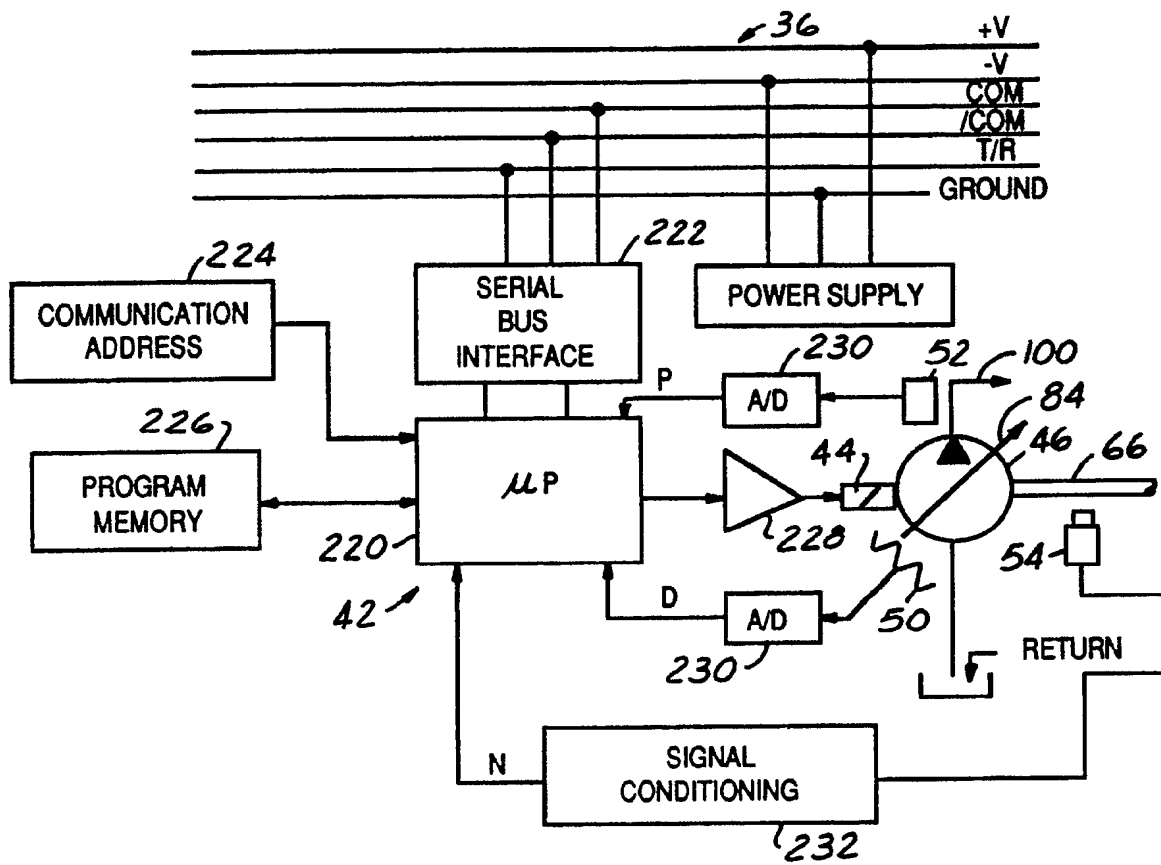 36
+V
-V
COM
/COM
T/R
GROUND
224
222
COMMUNICATION
ADDRESS
SERIAL
BUS
INTERFACE
POWER SUPPLY
230
52
100
P
A/D
84
226
44
46
66
PROGRAM
MEMORY
μP
220
228
54
42
D
A/D
50
230
RETURN
N
SIGNAL
CONDITIONING
232